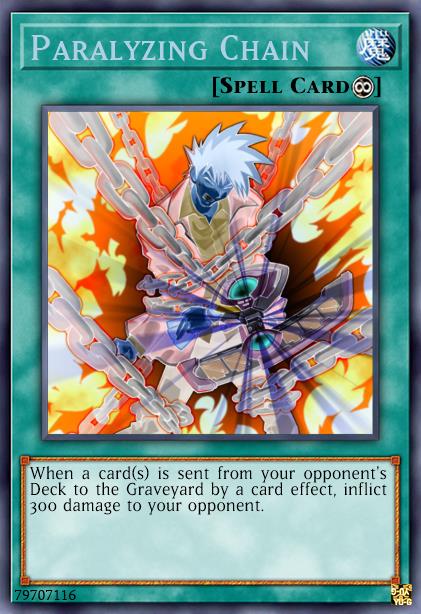 Paralyzing Chain
魔
[Spell Card]
When a card(s) is sent from your opponent's
Deck to the Graveyard by a card effect, inflict
300 damage to your opponent.
79707116